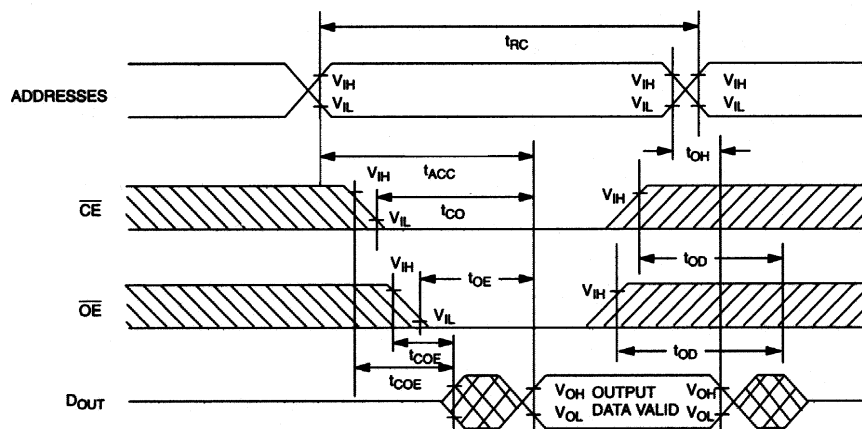 tRC
ADDRESSES
VIH
VIL
VIH
VIL
VIH
VIL
tOH
tACC
VIH
CE
tCO
VIL
VIH
tOD
OE
VIH
tOE
VIL
VIH
tCOE
tOD
tCOE
DOUT
VOH OUTPUT VOH
VOL DATA VALID VOL